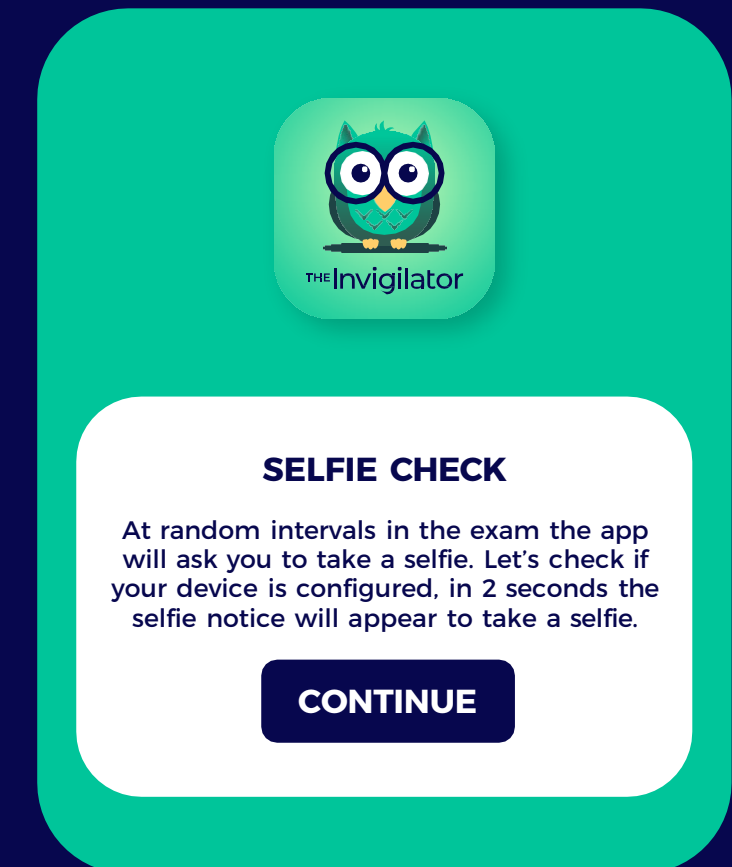 THE Invigilator
SELFIE CHECK
At random intervals in the exam the app
will ask you to take a selfie. Let’s check if
your device is configured, in 2 seconds the
selfie notice will appear to take a selfie.
CONTINUE